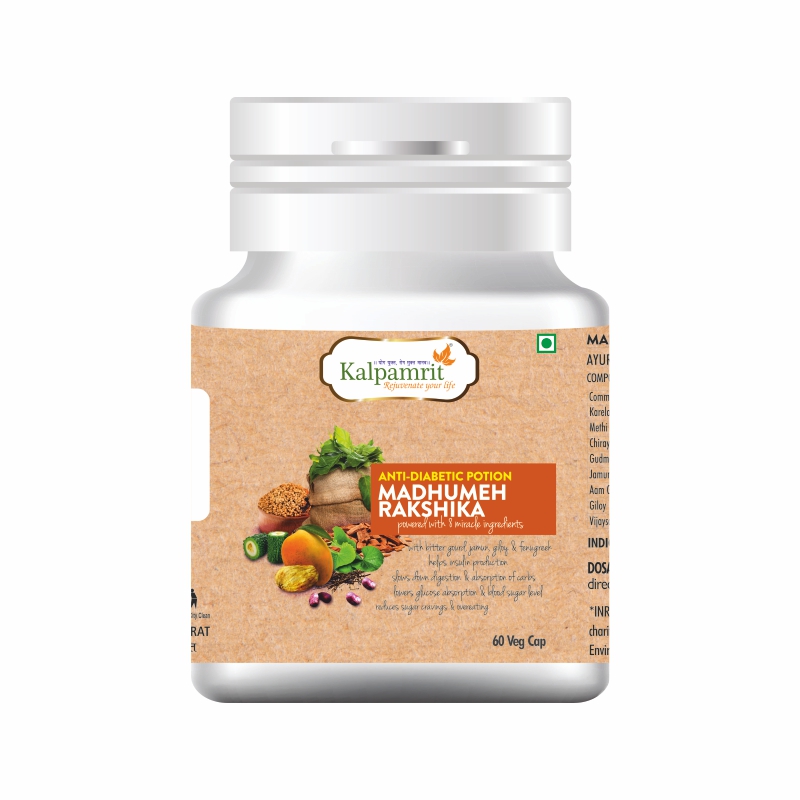 ।। योग युक्त, रोग मुक्त भारत।।
Kalpamrit®
Rejuvenate your life
ANTI-DIABETIC POTION
MADHUMEH
RAKSHIKA
powered with 8 miracle ingredients
with bitter gourd, jamun, giloy, & fenugreek
helps insulin production
slows down digestion & absorption of carbs,
lowers glucose absorption & blood sugar level
reduces sugar cravings & overeating
60 Veg Cap
Clean
RAT
MA
AYUR
COMPO
Comm
Karela
Methi
Chiray
Gudm
Jamun
Aam G
Giloy
Vijays
INDI
DOSA
direc
*INR
chari
Envir